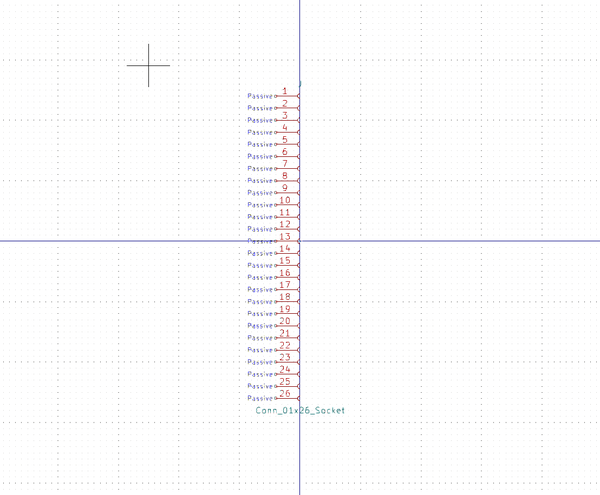 J
1
Passive
2
Passive
3
Passive
4
Passive
5
Passive
6
Passive
7
Passive
8
Passive
9
Passive
10
Passive
11
Passive
12
Passive
13
Passive
14
Passive
15
Passive
16
Passive
17
Passive
18
Passive
19
Passive
20
Passive
21
Passive
22
Passive
23
Passive
24
Passive
25
Passive
26
Passive
Conn_01x26_Socket